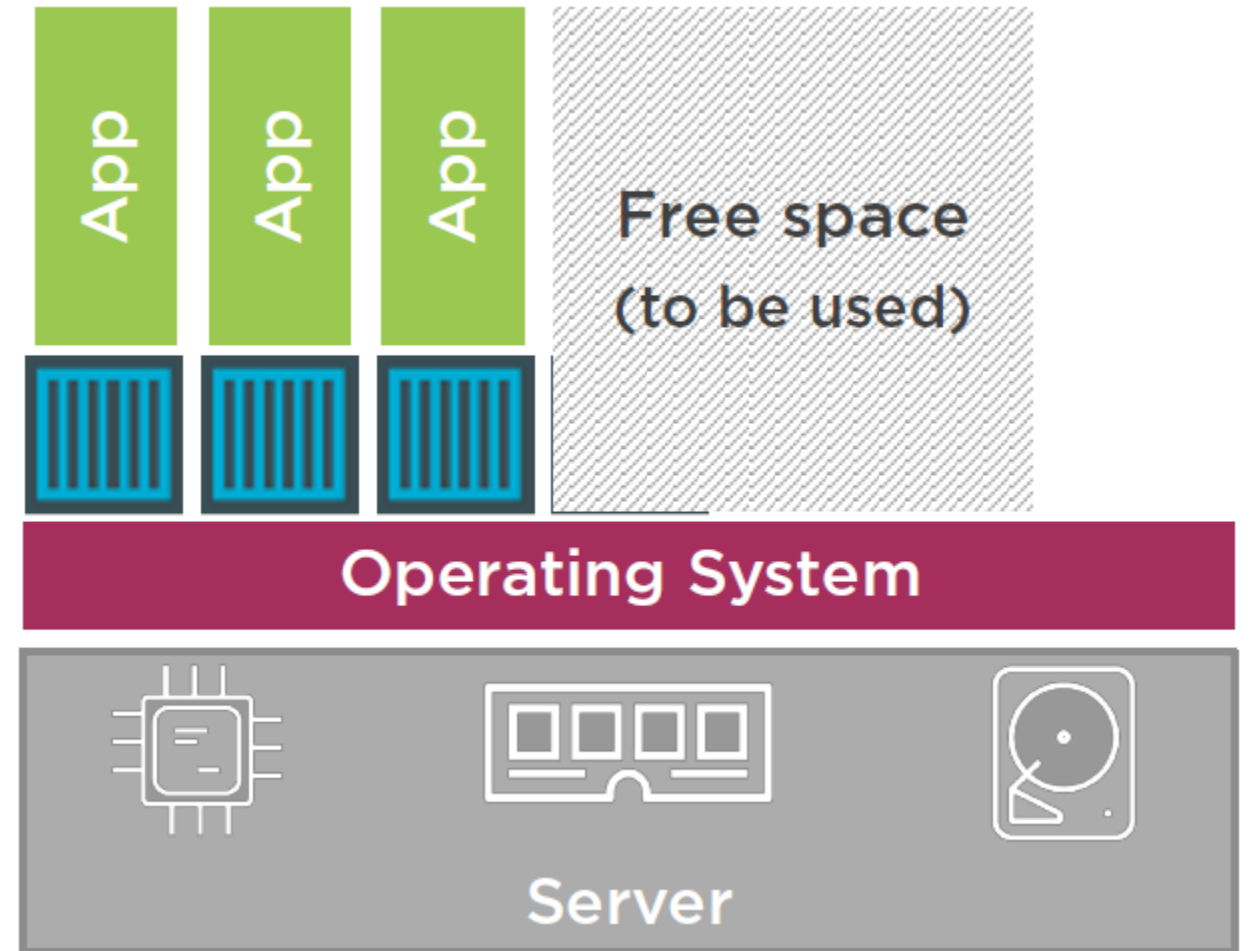 App
App
App
Free space
(to be used)
Operating System
Server